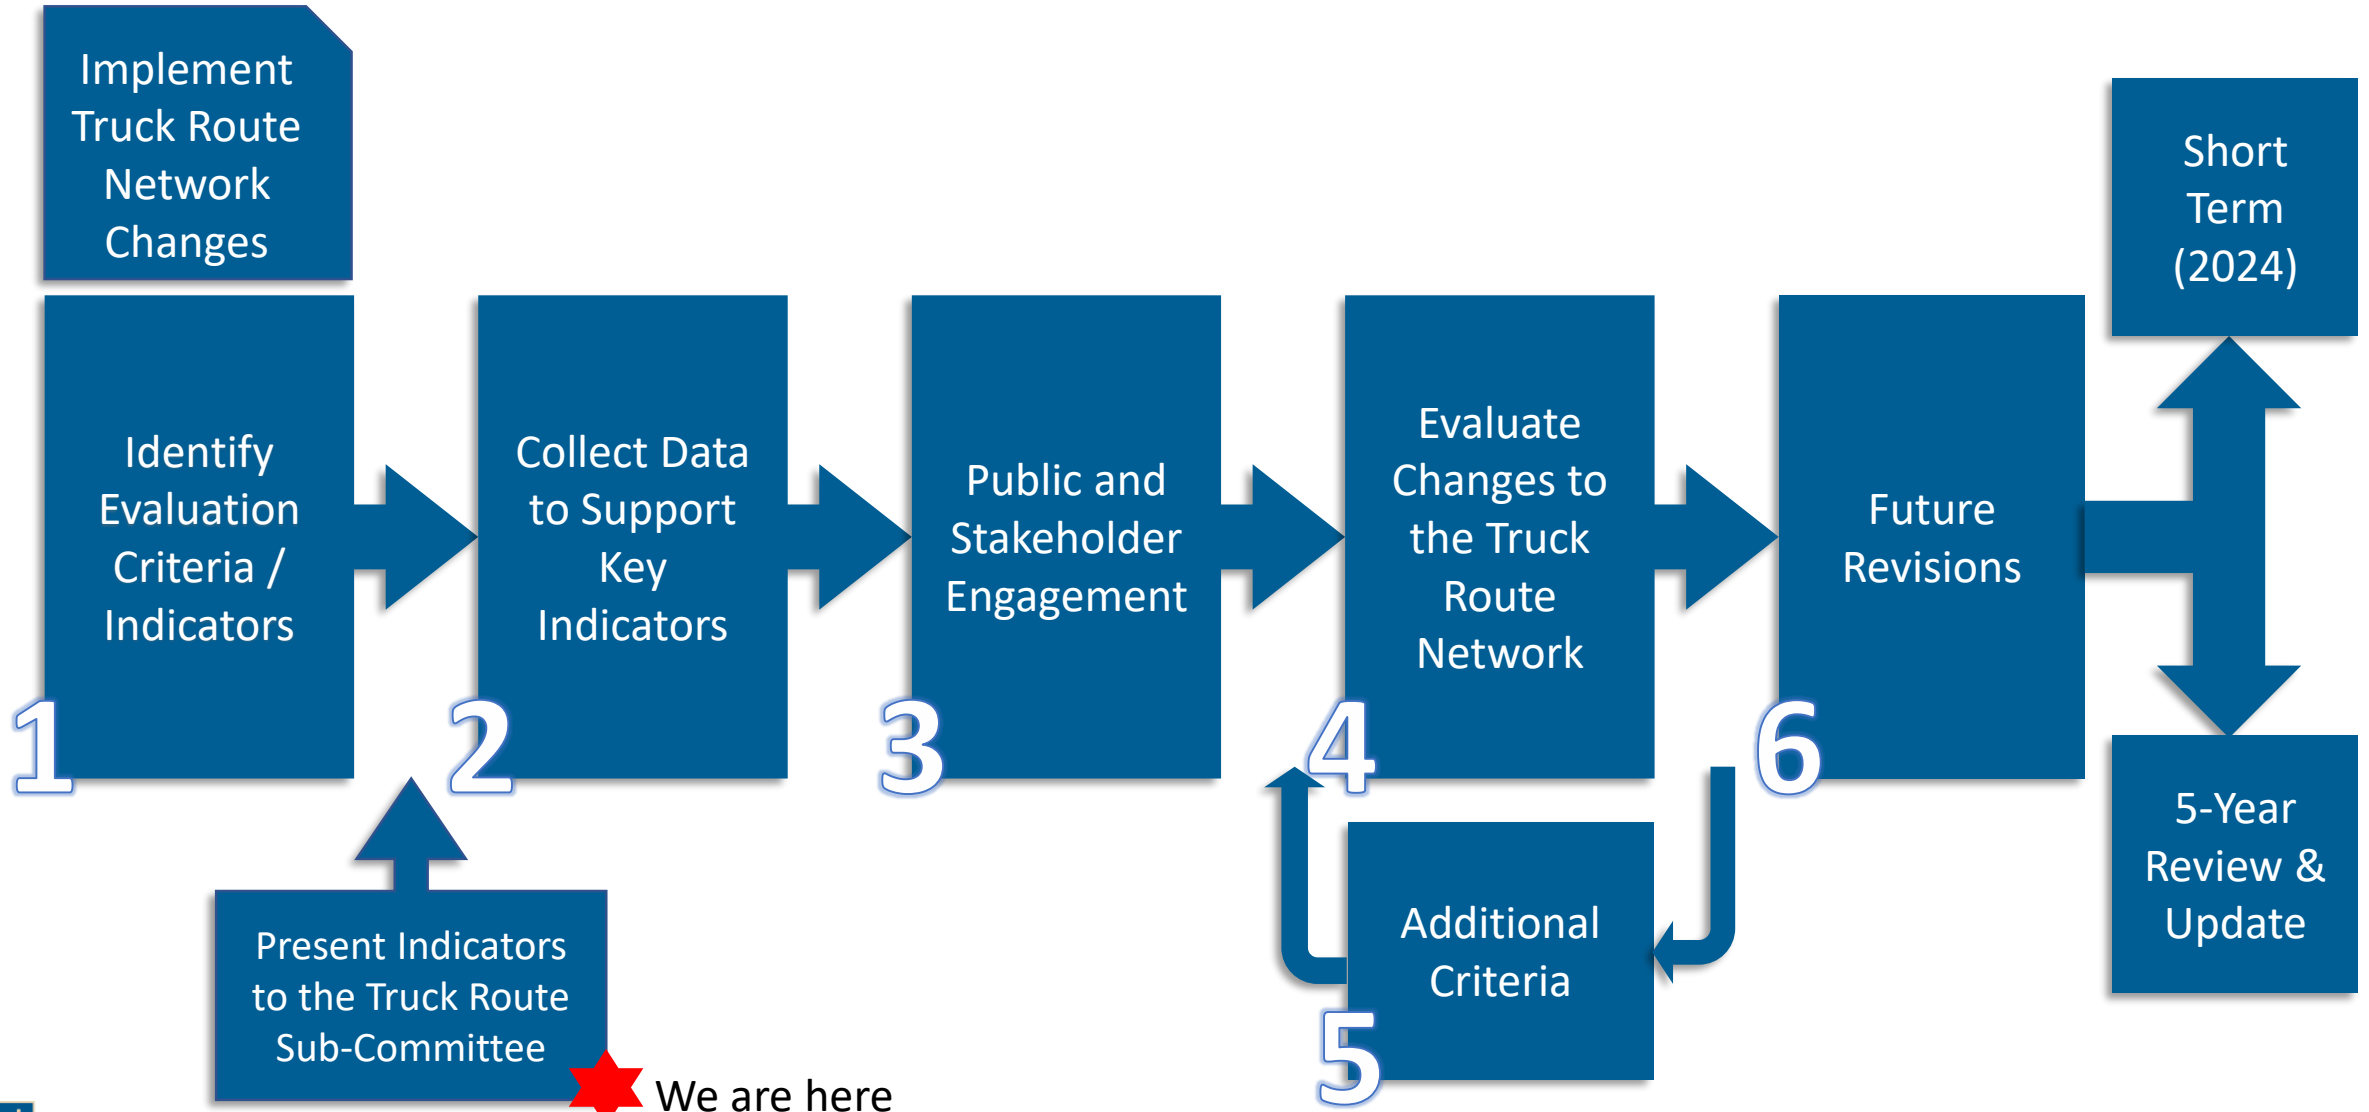 Implement
Truck Route
Network
Changes
Identify
Evaluation
Criteria /
Indicators
1
Collect Data
to Support
Key
Indicators
2
Public and
Stakeholder
Engagement
3
Evaluate
Changes to
the Truck
Route
Network
4
Additional
Criteria
5
Future
Revisions
6
Short
Term
(2024)
5-Year
Review &
Update
Present Indicators
to the Truck Route
Sub-Committee
We are here